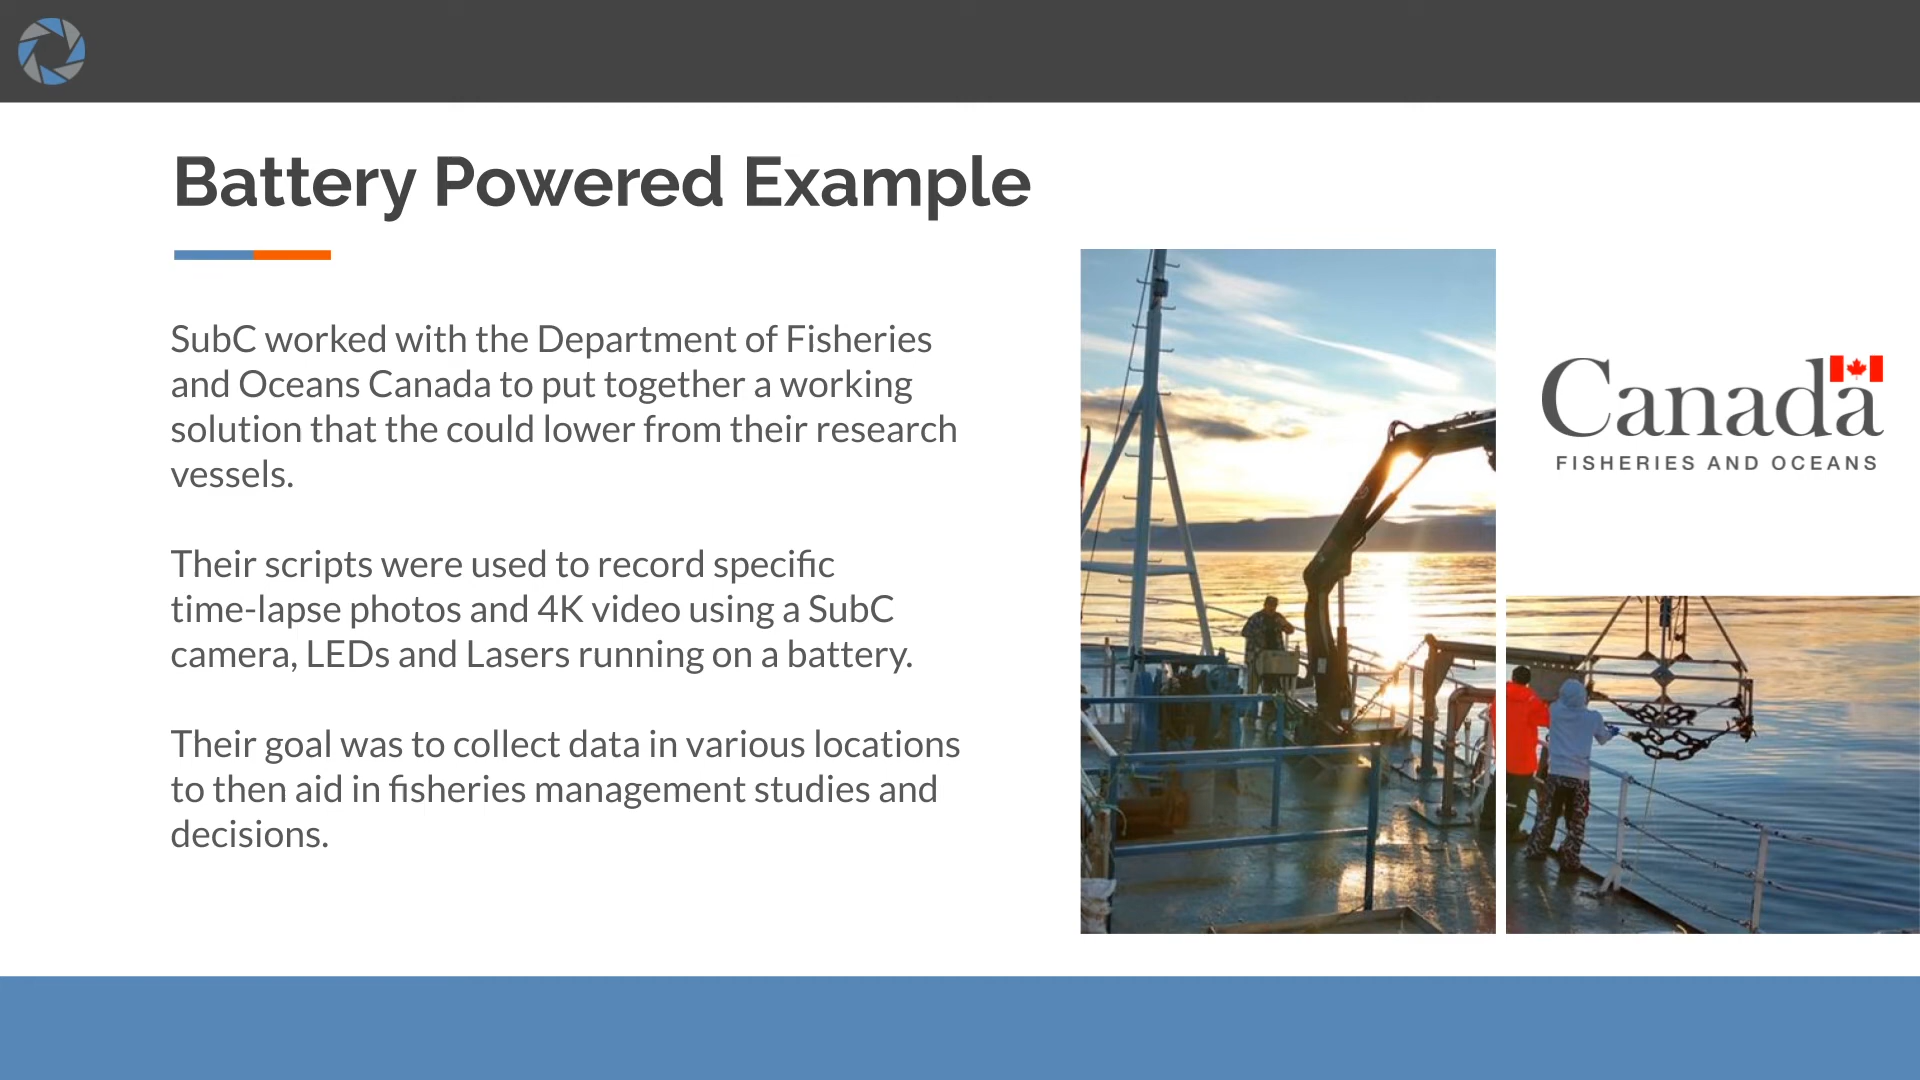 Battery Powered Example
SubC worked with the Department of Fisheries
and Oceans Canada to put together a working
solution that the could lower from their research
vessels.
Their scripts were used to record specific
time-lapse photos and 4K video using a SubC
camera, LEDs and Lasers running on a battery.
Their goal was to collect data in various locations
to then aid in fisheries management studies and
decisions.
Canada
FISHERIES AND OCEANS